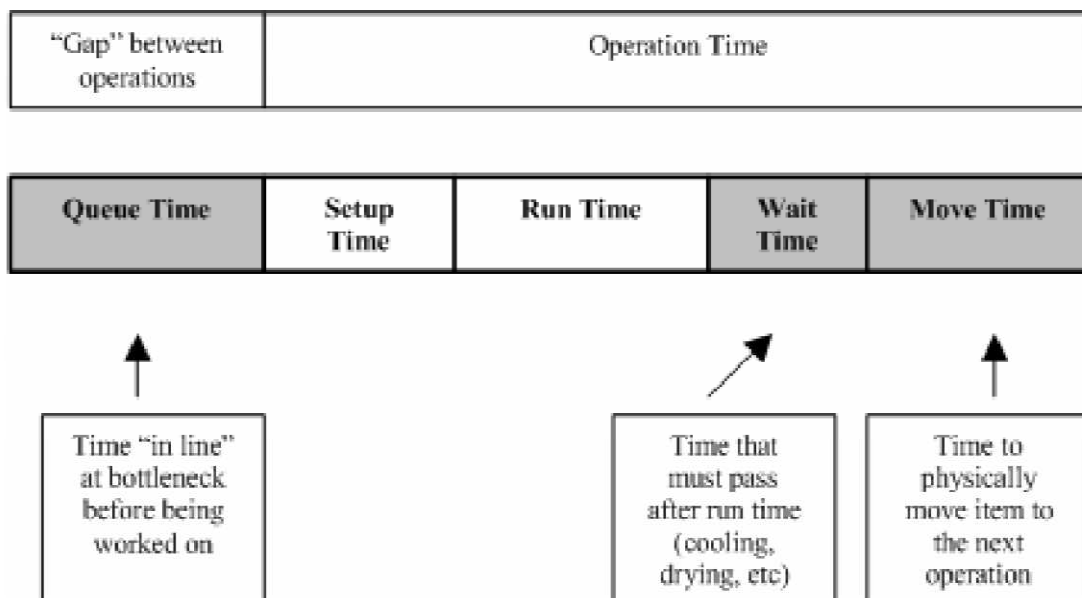 “Gap” between
operations
Operation Time
Queue Time
Setup
Time
Run Time
Wait
Time
Move Time
Time “in line”
at bottleneck
before being
worked on
Time that
must pass
after run time
(cooling,
drying, etc)
Time to
physically
move item to
the next
operation